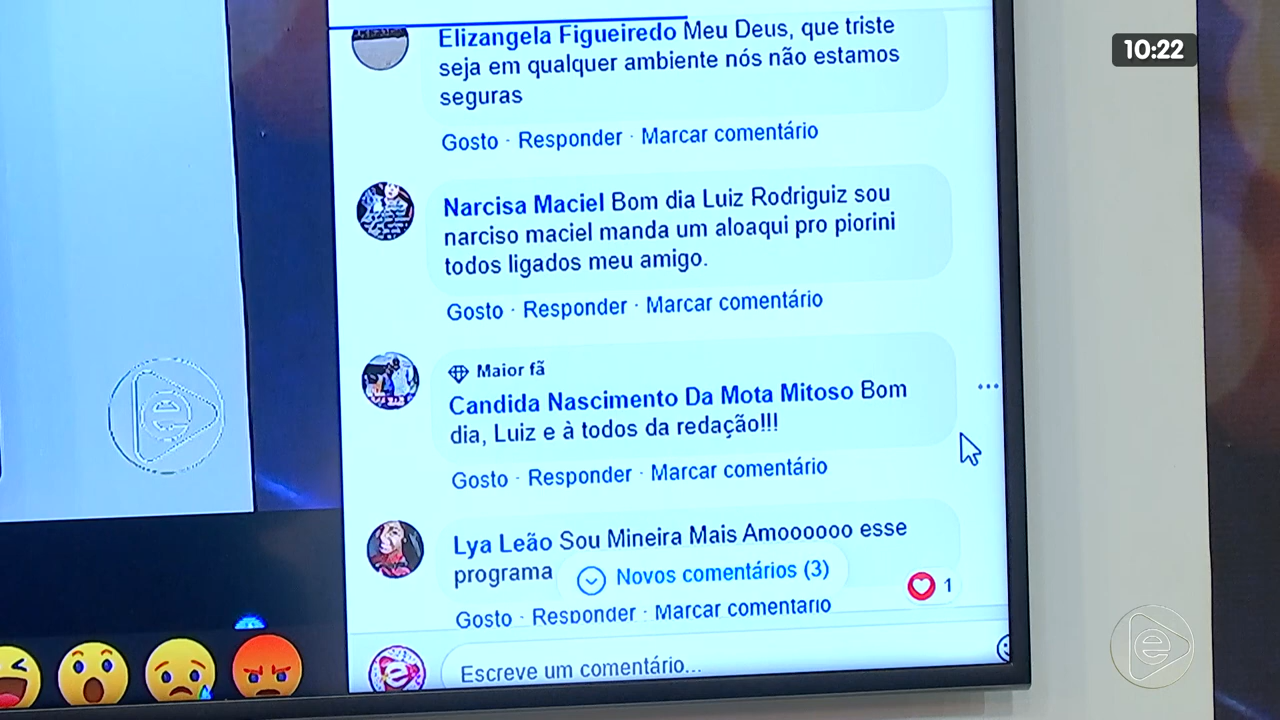 10:22
Elizangela Figueiredo Meu Deus, que triste
seja em qualquer ambiente nós não estamos
seguras
Gosto · Responder · Marcar comentário
Narcisa Maciel Bom dia Luiz Rodriguiz sou
narciso maciel manda um aloaqui pro piorini
todos ligados meu amigo.
Gosto · Responder · Marcar comentário
Maior fã
Candida Nascimento Da Mota Mitoso Bom
dia, Luiz e à todos da redação!!!
Gosto · Responder · Marcar comentário
Lya Leão Sou Mineira Mais Amoooooo esse
programa
Novos comentários (3)
1
Gosto · Responder · Marcar comentário
Escreve um comentário...